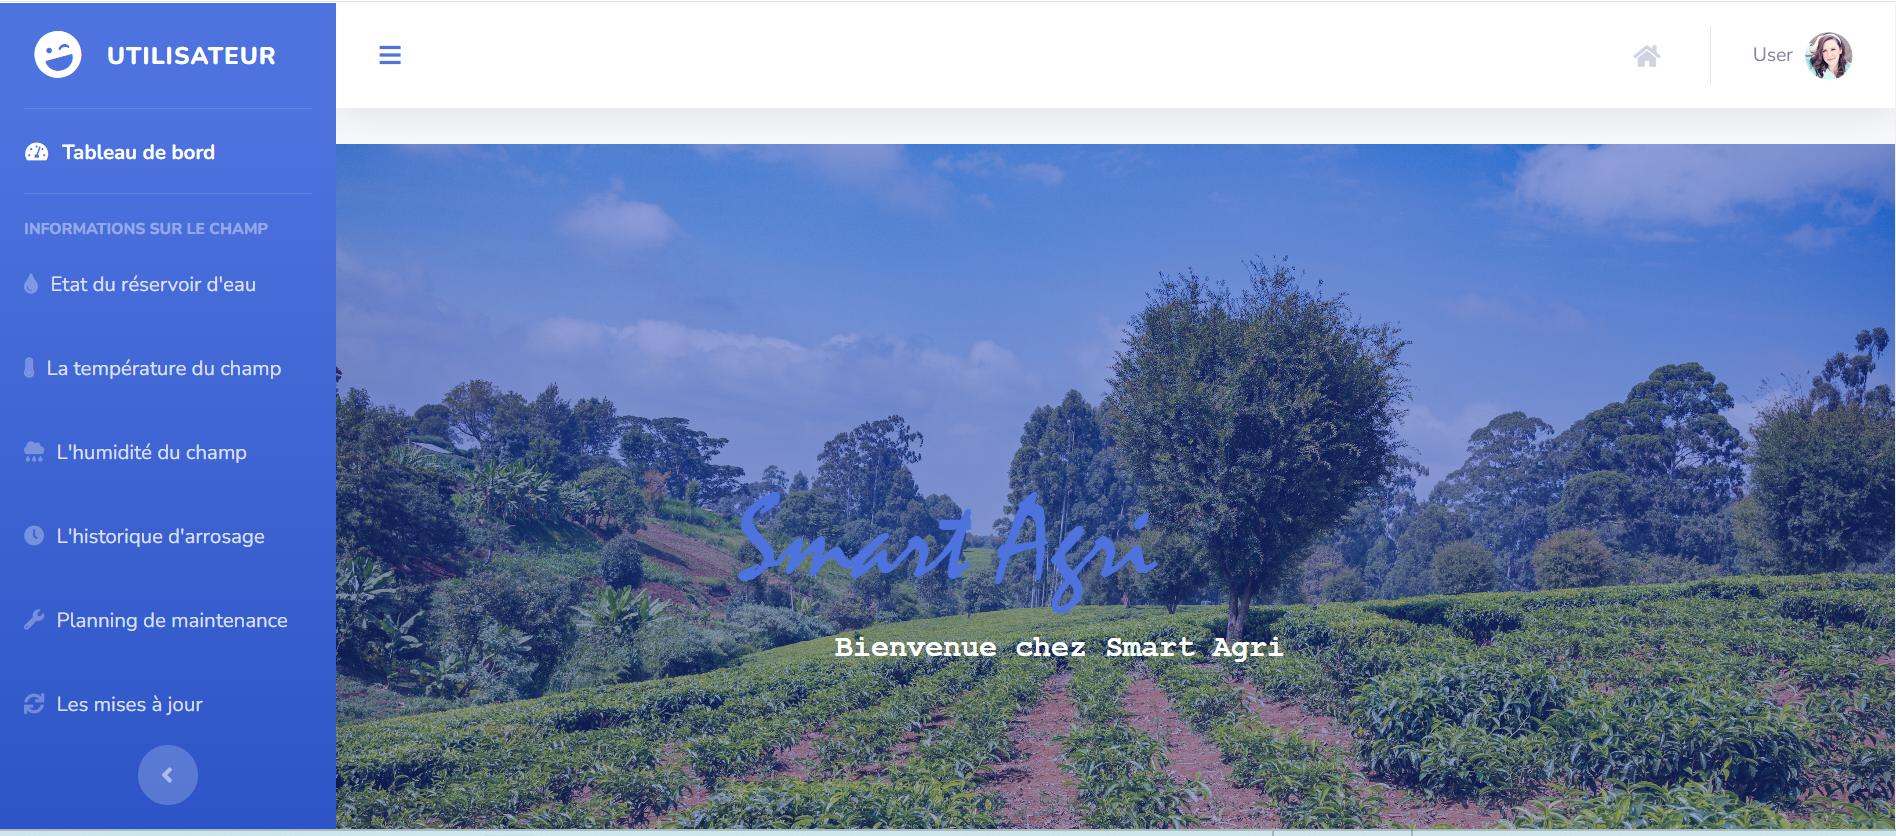 UTILISATEUR
User
Tableau de bord
INFORMATIONS SUR LE CHAMP
Etat du réservoir d'eau
La température du champ
L'humidité du champ
L'historique d'arrosage
Planning de maintenance
Les mises à jour
Smart Agri
Bienvenue chez Smart Agri